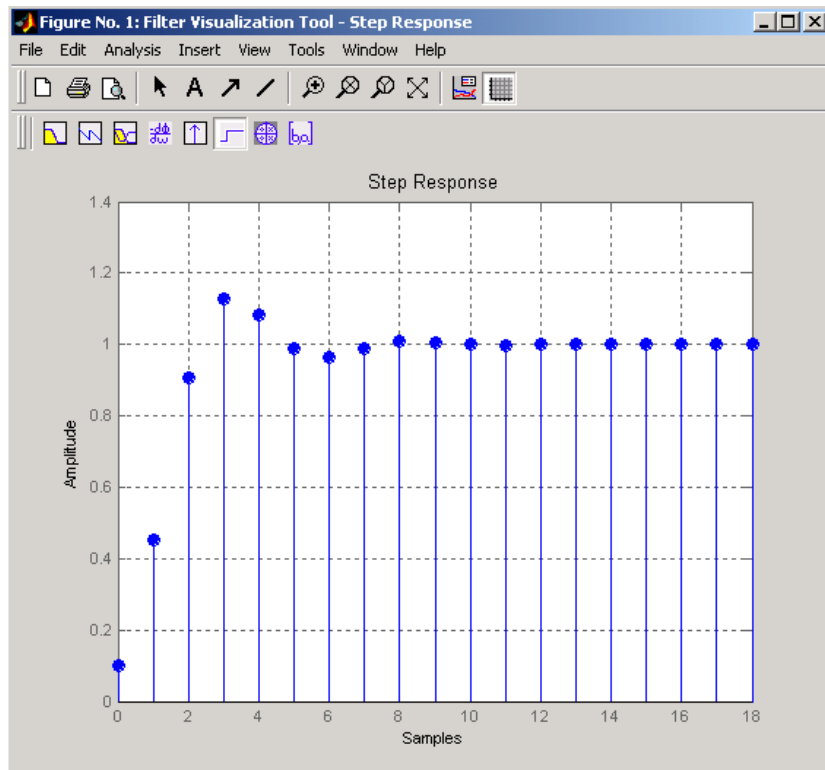 Figure No. 1: Filter Visualization Tool - Step Response
File Edit Analysis Insert View Tools Window Help
A
[b,a]
Step Response
1.4
1.2
1
0.8
0.6
0.4
0.2
0
Amplitude
0 2 4 6 8 10 12 14 16 18
Samples